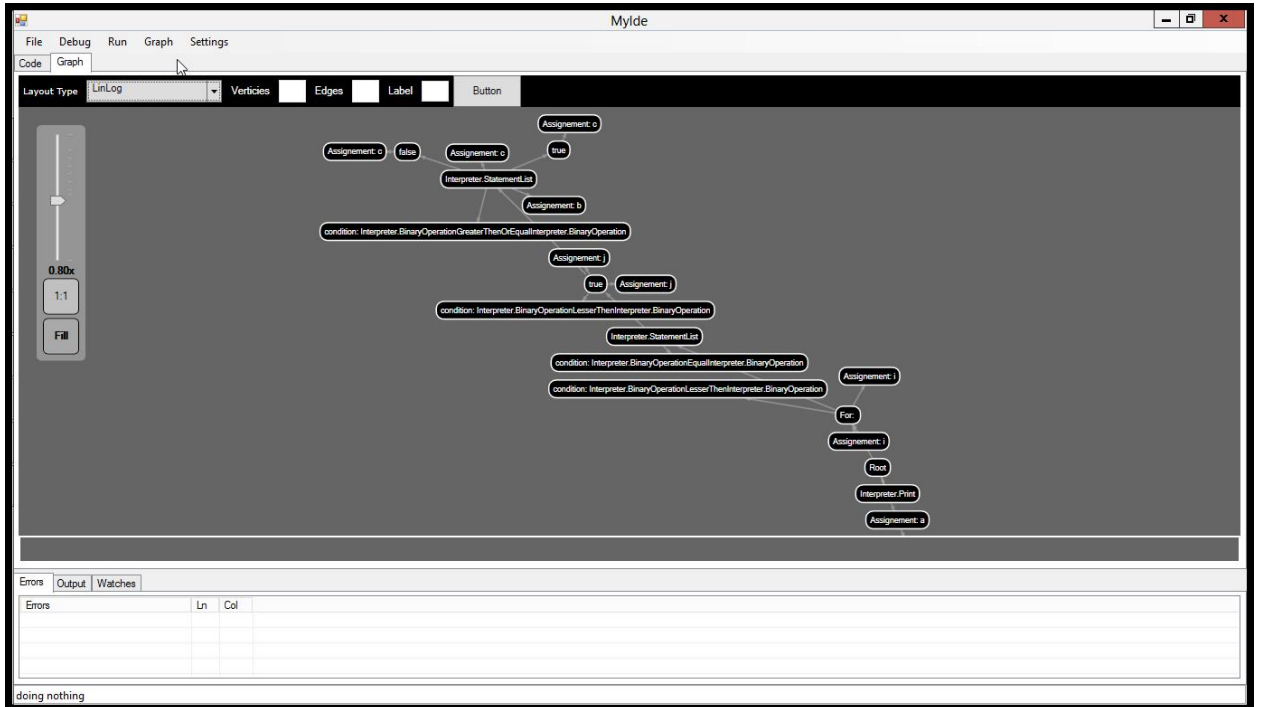 MyIde
File Debug Run Graph Settings
Code Graph
Layout Type LinLog Verticies Edges Label Button
Assignement: c
Assignement: c false Assignement: c true
Interpreter.StatementList
Assignement: b
condition: Interpreter.BinaryOperationGreaterThenOrEqualInterpreter.BinaryOperation
Assignement: j
0.80x
true Assignement: j
1:1
condition: Interpreter.BinaryOperationLesserThenInterpreter.BinaryOperation
Fill
Interpreter.StatementList
condition: Interpreter.BinaryOperationEqualInterpreter.BinaryOperation
Assignement: i
condition: Interpreter.BinaryOperationLesserThenInterpreter.BinaryOperation
For:
Assignement: i
Root
Interpreter.Print
Assignement: a
Errors Output Watches
Errors Ln Col
doing nothing